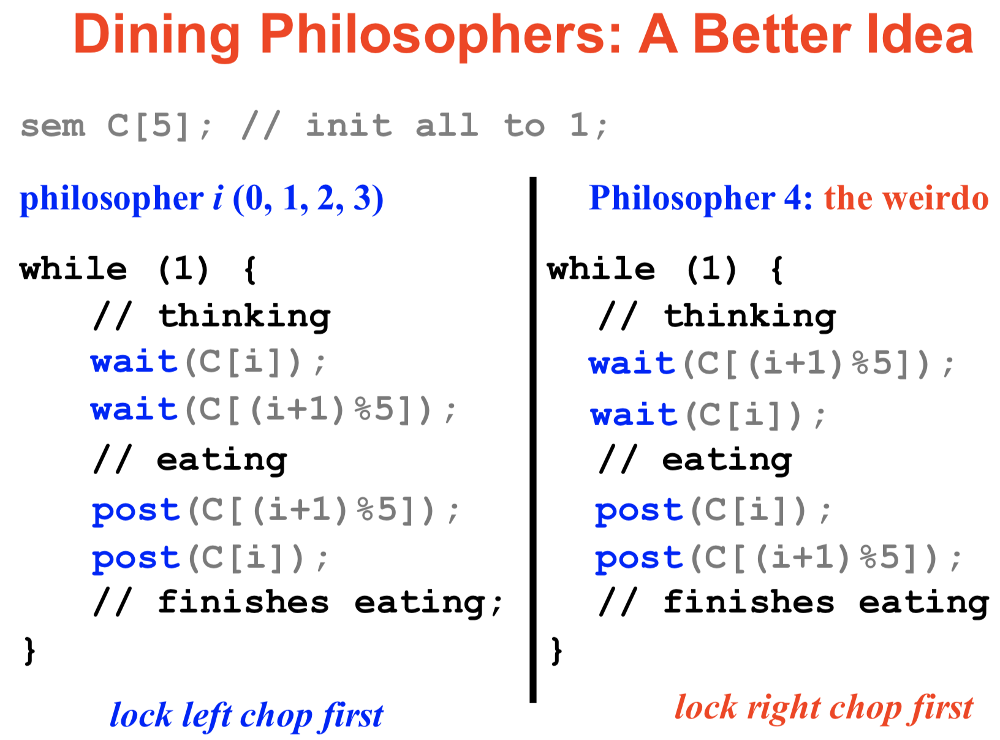 Dining Philosophers: A Better Idea
sem C[5]; // init all to 1;
philosopher i (0, 1, 2, 3)
while (1) {
// thinking
wait(C[i]);
wait(C[(i+1)%5]);
// eating
post(C[(i+1)%5]);
post(C[i]);
// finishes eating;
}
lock left chop first
Philosopher 4: the weirdo
while (1) {
// thinking
wait(C[(i+1)%5]);
wait(C[i]);
// eating
post(C[i]);
post(C[(i+1)%5]);
// finishes eating
}
lock right chop first